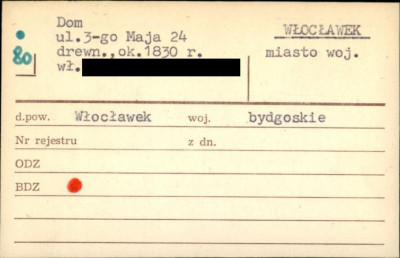 Dom
ul.3-go Maja 24
drewn.,ok.1830 r.
wł.
80
WŁOCŁAWEK
miasto woj.
d.pow. Włocławek woj. bydgoskie
Nr rejestru z dn.
ODZ
BDZ